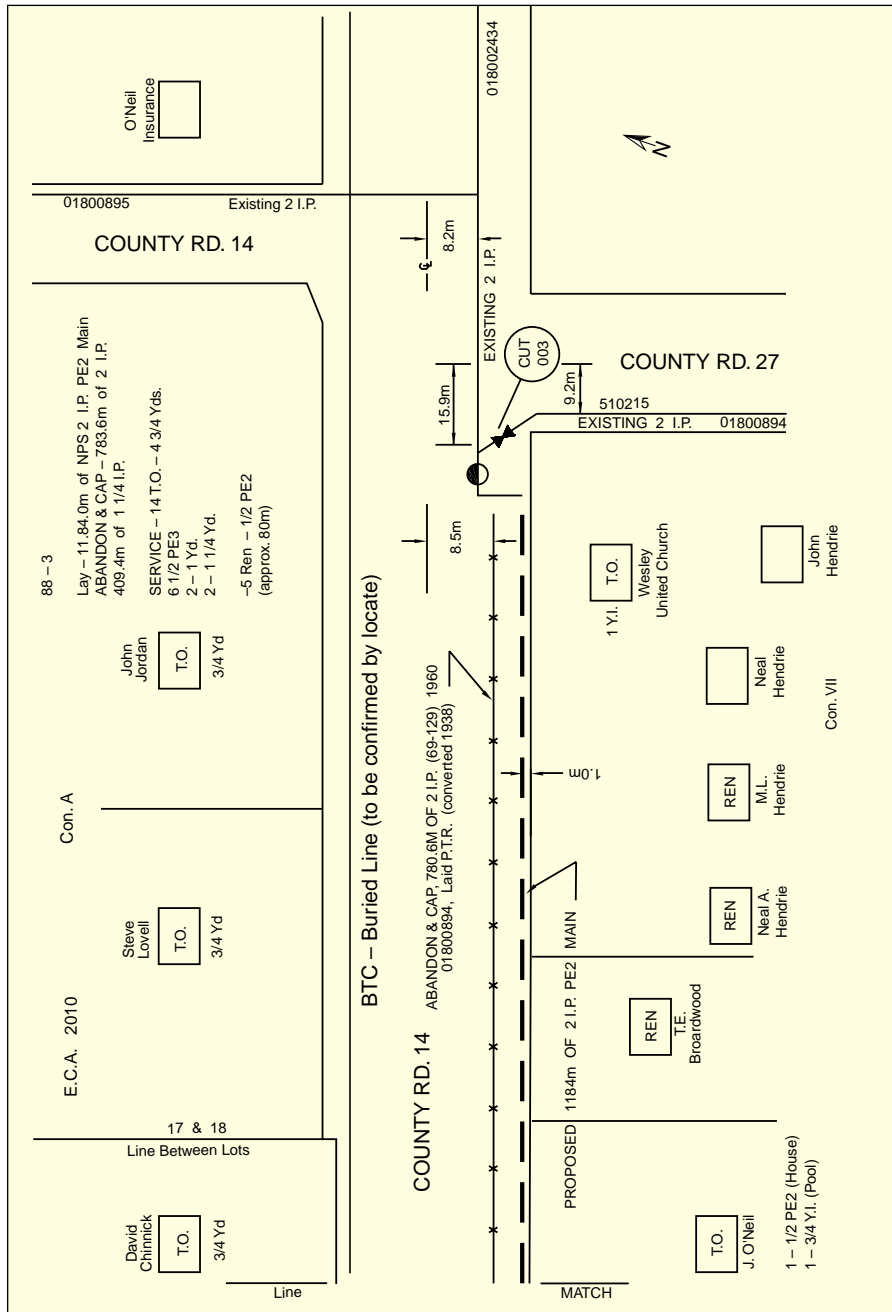 O'Neil
Insurance
01800895
Existing 2 I.P.
COUNTY RD. 14
018002434
N
8.2m
℄
EXISTING 2 I.P.
CUT
003
15.9m
9.2m
COUNTY RD. 27
510215
EXISTING 2 I.P.
01800894
88 – 3
Lay – 11.84.0m of NPS 2 I.P. PE2 Main
ABANDON & CAP – 783.6m of 2 I.P.
409.4m of 1 1/4 I.P.
SERVICE – 14 T.O. – 4 3/4 Yds.
6 1/2 PE3
2 – 1 Yd.
2 – 1 1/4 Yd.
–5 Ren – 1/2 PE2
(approx. 80m)
8.5m
John
Jordan
T.O.
3/4 Yd
Con. A
Steve
Lovell
T.O.
3/4 Yd
E.C.A. 2010
17 & 18
Line Between Lots
David
Chinnick
T.O.
3/4 Yd
Line
BTC – Buried Line (to be confirmed by locate)
COUNTY RD. 14
ABANDON & CAP, 780.6M OF 2 I.P. (69-129) 1960
01800894, Laid P.T.R. (converted 1938)
1.0m
PROPOSED 1184m OF 2 I.P. PE2 MAIN
1 Y.I.
T.O.
Wesley
United Church
John
Hendrie
Neal
Hendrie
Con. VII
REN
M.L.
Hendrie
REN
Neal A.
Hendrie
REN
T.E.
Broardwood
T.O.
J. O'Neil
1 – 1/2 PE2 (House)
1 – 3/4 Y.I. (Pool)
MATCH